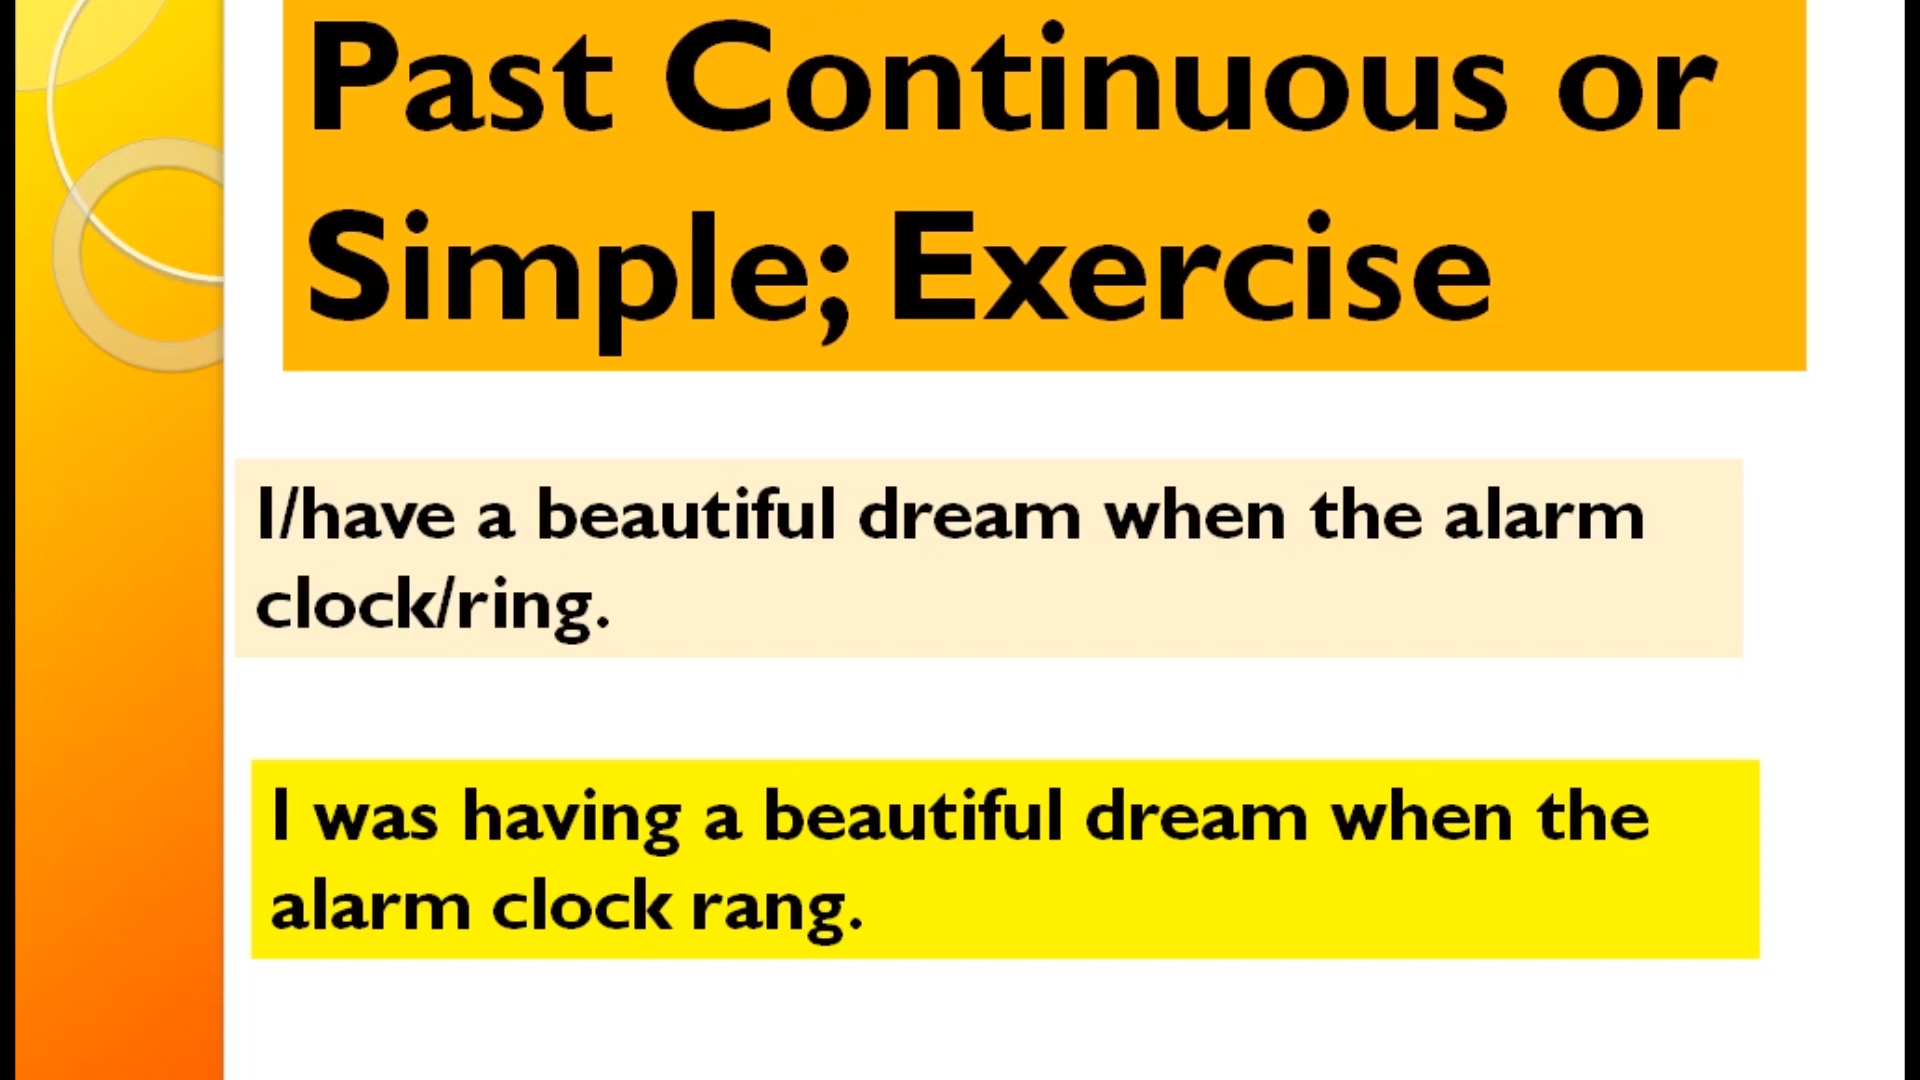 Past Continuous or
Simple; Exercise
I/have a beautiful dream when the alarm
clock/ring.
I was having a beautiful dream when the
alarm clock rang.